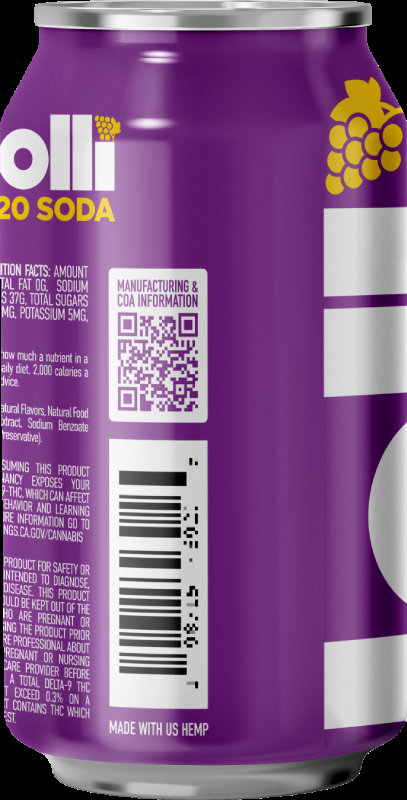 olli
20 SODA
ITION FACTS: AMOUNT
TAL FAT 0G, SODIUM
S 37G, TOTAL SUGARS
MG, POTASSIUM 5MG,
now much a nutrient in a
aily diet. 2,000 calories a
dvice.
atural Flavors, Natural Food
xtract, Sodium Benzoate
Preservative).
SUMING THIS PRODUCT
NANCY EXPOSES YOUR
9-THC, WHICH CAN AFFECT
EHAVIOR AND LEARNING
RE INFORMATION GO TO
NGS.CA.GOV/CANNABIS
PRODUCT FOR SAFETY OR
INTENDED TO DIAGNOSE,
DISEASE. THIS PRODUCT
OULD BE KEPT OUT OF THE
HO ARE PREGNANT OR
ING THE PRODUCT PRIOR
RE PROFESSIONAL ABOUT
PREGNANT OR NURSING
CARE PROVIDER BEFORE
A TOTAL DELTA-9 THC
T EXCEED 0.3% ON A
T CONTAINS THC WHICH
EST.
MANUFACTURING &
COA INFORMATION
MADE WITH US HEMP